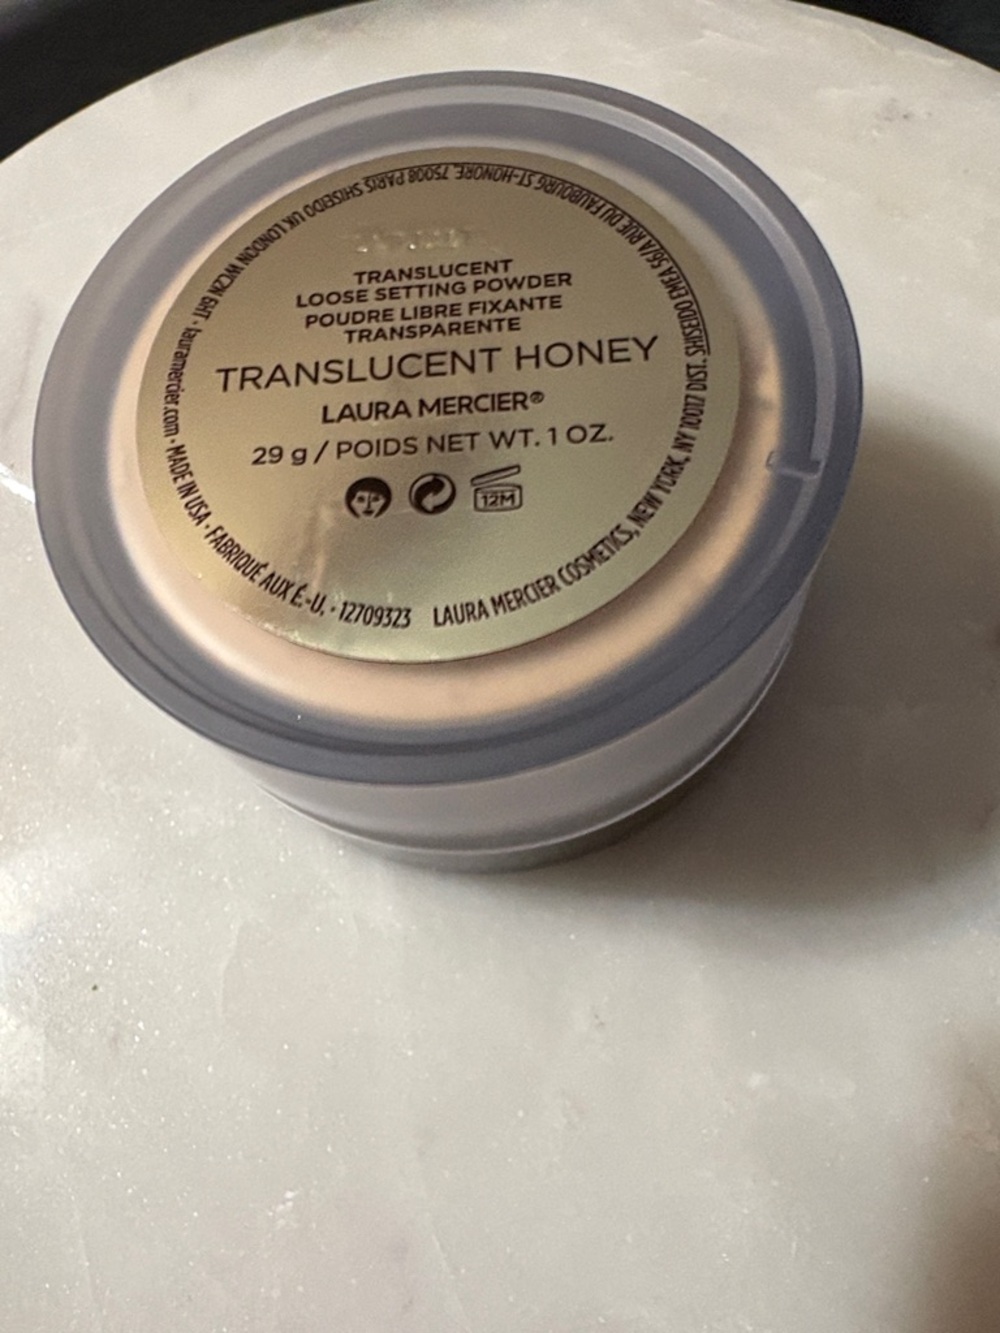 TRANSLUCENT
LOOSE SETTING POWDER
POUDRE LIBRE FIXANTE
TRANSPARENTE
TRANSLUCENT HONEY
LAURA MERCIER®
29 g / POIDS NET WT. 1 OZ.
12M
LAURA MERCIER COSMETICS, NEW YORK, NY 10017 DIST. SHISEIDO EMEA 56/A RUE DU FAUBOURG ST-HONORÉ, 75008 PARIS SHISEIDO UK LONDON WC2N 6HT · lauramercier.com · MADE IN USA · FABRIQUÉ AUX É.-U. · 12709323